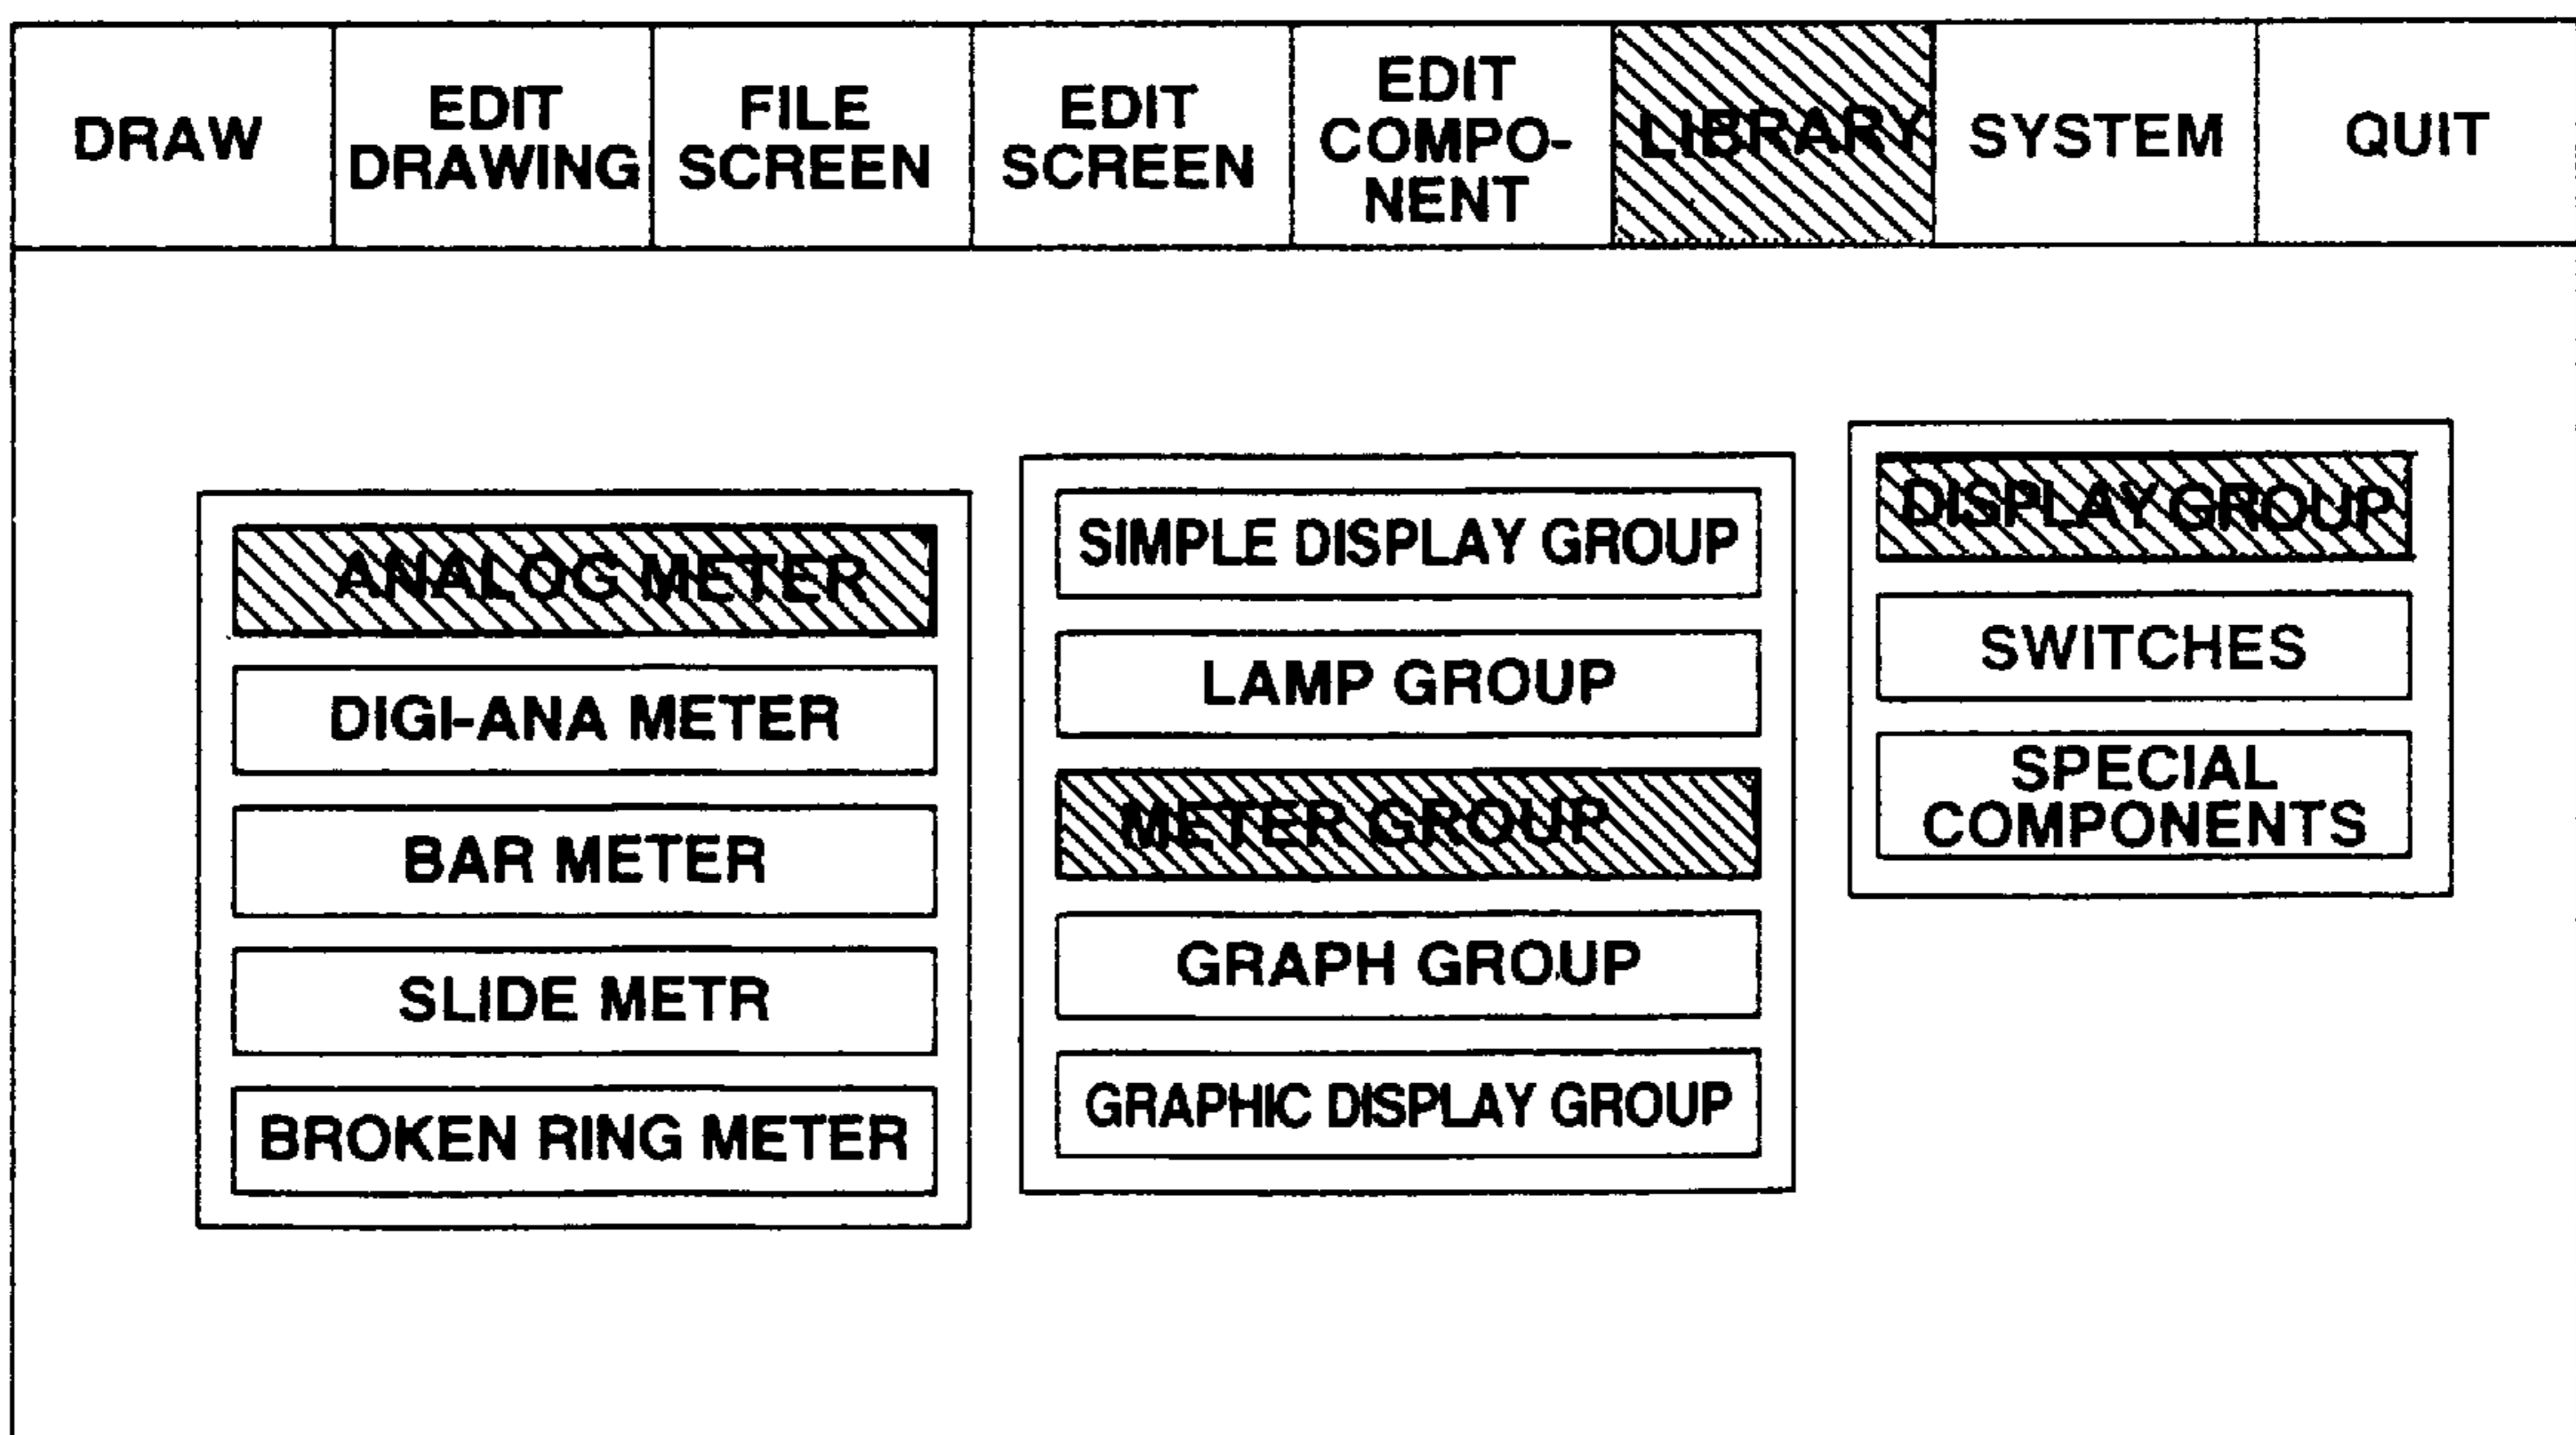 DRAW
EDIT
DRAWING
FILE
SCREEN
EDIT
SCREEN
EDIT
COMPO-
NENT
LIBRARY
SYSTEM
QUIT
ANALOG METER
DIGI-ANA METER
BAR METER
SLIDE METR
BROKEN RING METER
SIMPLE DISPLAY GROUP
LAMP GROUP
METER GROUP
GRAPH GROUP
GRAPHIC DISPLAY GROUP
DISPLAY GROUP
SWITCHES
SPECIAL
COMPONENTS